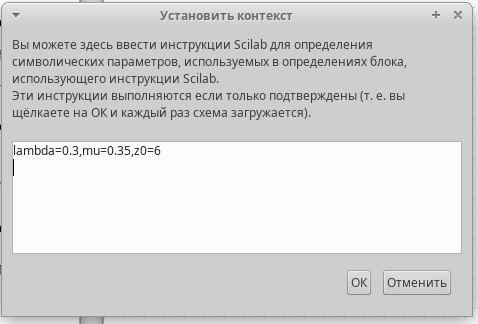 Установить контекст
Вы можете здесь ввести инструкции Scilab для определения
символических параметров, используемых в определениях блока,
использующего инструкции Scilab.
Эти инструкции выполняются если только подтверждены (т. е. вы
щёлкаете на OK и каждый раз схема загружается).
lambda=0.3,mu=0.35,z0=6
OK Отменить